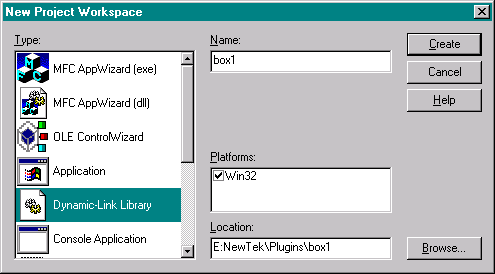 New Project Workspace
Type:
MFC AppWizard (exe)
MFC AppWizard (dll)
OLE ControlWizard
Application
Dynamic-Link Library
Console Application
Name:
box1
Platforms:
Win32
Location:
E:NewTek\Plugins\box1
Create
Cancel
Help
Browse...